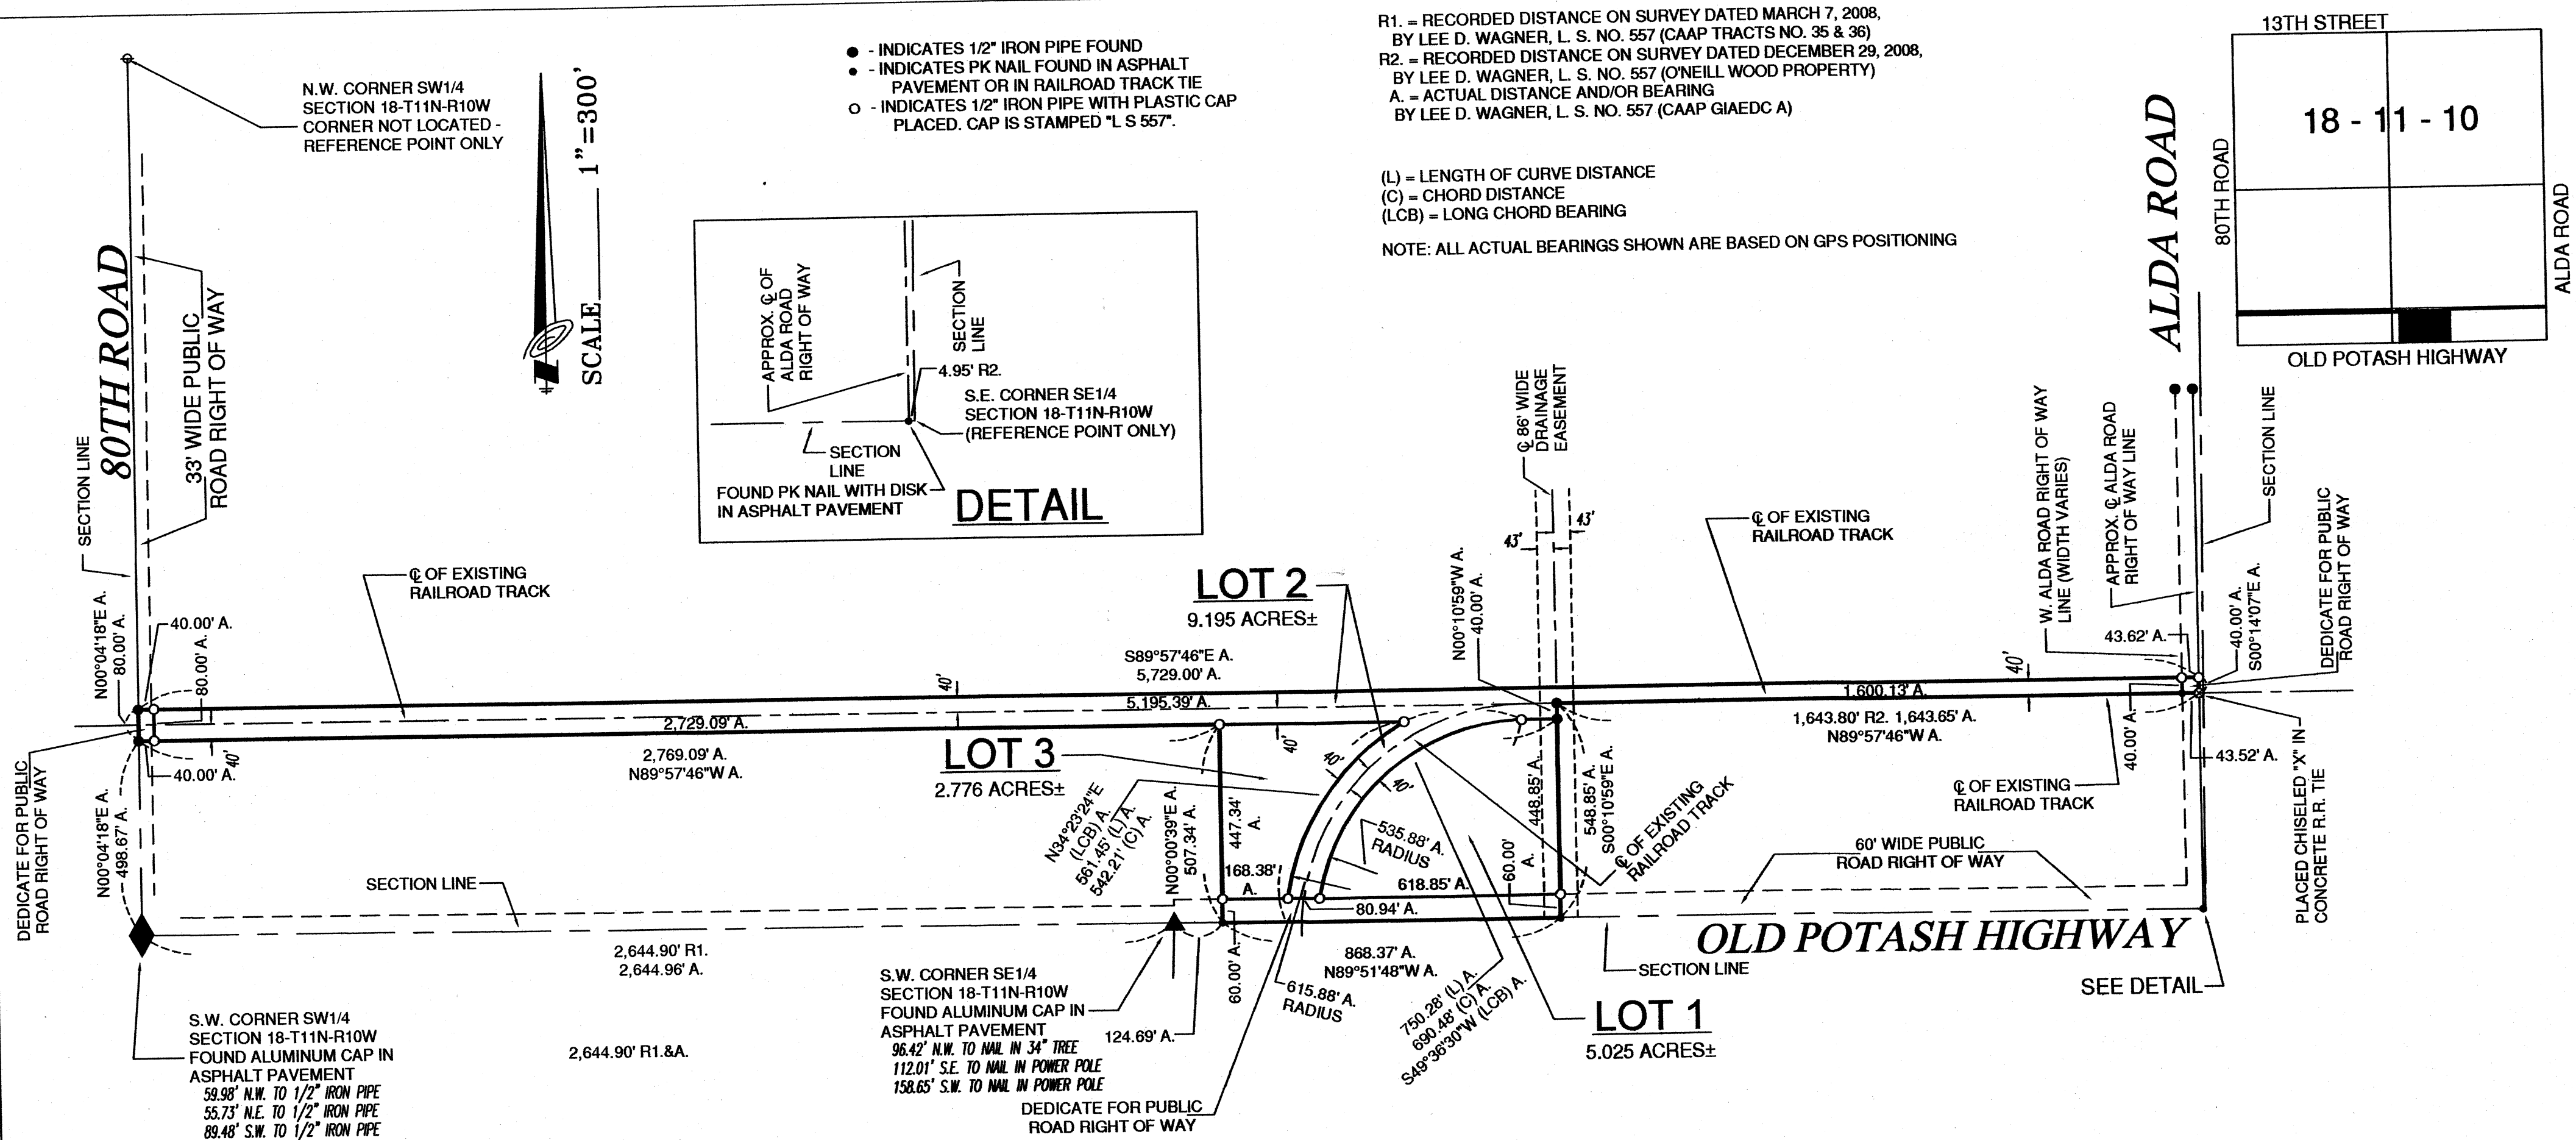 N.W. CORNER SW1/4
SECTION 18-T11N-R10W
CORNER NOT LOCATED -
REFERENCE POINT ONLY
80TH ROAD
33' WIDE PUBLIC
ROAD RIGHT OF WAY
SECTION LINE
SCALE 1"=300'
- INDICATES 1/2" IRON PIPE FOUND
- INDICATES PK NAIL FOUND IN ASPHALT
PAVEMENT OR IN RAILROAD TRACK TIE
- INDICATES 1/2" IRON PIPE WITH PLASTIC CAP
PLACED. CAP IS STAMPED "L S 557".
R1. = RECORDED DISTANCE ON SURVEY DATED MARCH 7, 2008,
BY LEE D. WAGNER, L. S. NO. 557 (CAAP TRACTS NO. 35 & 36)
R2. = RECORDED DISTANCE ON SURVEY DATED DECEMBER 29, 2008,
BY LEE D. WAGNER, L. S. NO. 557 (O'NEILL WOOD PROPERTY)
A. = ACTUAL DISTANCE AND/OR BEARING
BY LEE D. WAGNER, L. S. NO. 557 (CAAP GIAEDC A)
(L) = LENGTH OF CURVE DISTANCE
(C) = CHORD DISTANCE
(LCB) = LONG CHORD BEARING
NOTE: ALL ACTUAL BEARINGS SHOWN ARE BASED ON GPS POSITIONING
13TH STREET
18 - 11 - 10
80TH ROAD
ALDA ROAD
OLD POTASH HIGHWAY
ALDA ROAD
APPROX. ℄ OF
ALDA ROAD
RIGHT OF WAY
SECTION
LINE
4.95' R2.
S.E. CORNER SE1/4
SECTION 18-T11N-R10W
(REFERENCE POINT ONLY)
SECTION
LINE
FOUND PK NAIL WITH DISK
IN ASPHALT PAVEMENT
DETAIL
℄ 86' WIDE
DRAINAGE
EASEMENT
43'
43'
℄ OF EXISTING
RAILROAD TRACK
W. ALDA ROAD RIGHT OF WAY
LINE (WIDTH VARIES)
APPROX. ℄ ALDA ROAD
RIGHT OF WAY LINE
SECTION LINE
DEDICATE FOR PUBLIC
ROAD RIGHT OF WAY
℄ OF EXISTING
RAILROAD TRACK
LOT 2
9.195 ACRES±
N00°10'59"W A.
40.00' A.
43.62' A.
40.00' A.
S00°14'07"E A.
N00°04'18"E A.
80.00' A.
40.00' A.
80.00' A.
40'
S89°57'46"E A.
5,729.00' A.
5,195.39' A.
40'
1,600.13' A.
2,729.09' A.
40'
2,769.09' A.
N89°57'46"W A.
40.00' A.
40'
1,643.80' R2. 1,643.65' A.
N89°57'46"W A.
40.00' A.
43.52' A.
LOT 3
2.776 ACRES±
40'
40'
DEDICATE FOR PUBLIC
ROAD RIGHT OF WAY
N00°04'18"E A.
498.67' A.
N34°23'24"E
(LCB) A.
561.45' (L) A.
542.21' (C) A.
N00°00'39"E A.
507.34' A.
447.34'
A.
535.88' A.
RADIUS
448.85' A.
548.85' A.
S00°10'59"E A.
℄ OF EXISTING
RAILROAD TRACK
℄ OF EXISTING
RAILROAD TRACK
PLACED CHISELED "X" IN
CONCRETE R.R. TIE
60' WIDE PUBLIC
ROAD RIGHT OF WAY
SECTION LINE
168.38'
A.
618.85' A.
60.00'
A.
80.94' A.
2,644.90' R1.
2,644.96' A.
60.00' A.
868.37' A.
N89°51'48"W A.
OLD POTASH HIGHWAY
SECTION LINE
SEE DETAIL
S.W. CORNER SE1/4
SECTION 18-T11N-R10W
FOUND ALUMINUM CAP IN
ASPHALT PAVEMENT
96.42' N.W. TO NAIL IN 34" TREE
112.01' S.E. TO NAIL IN POWER POLE
158.65' S.W. TO NAIL IN POWER POLE
124.69' A.
615.88' A.
RADIUS
750.28' (L) A.
690.48' (C) A.
S49°36'30"W (LCB) A.
LOT 1
5.025 ACRES±
S.W. CORNER SW1/4
SECTION 18-T11N-R10W
FOUND ALUMINUM CAP IN
ASPHALT PAVEMENT
59.98' N.W. TO 1/2" IRON PIPE
55.73' N.E. TO 1/2" IRON PIPE
89.48' S.W. TO 1/2" IRON PIPE
2,644.90' R1.&A.
DEDICATE FOR PUBLIC
ROAD RIGHT OF WAY